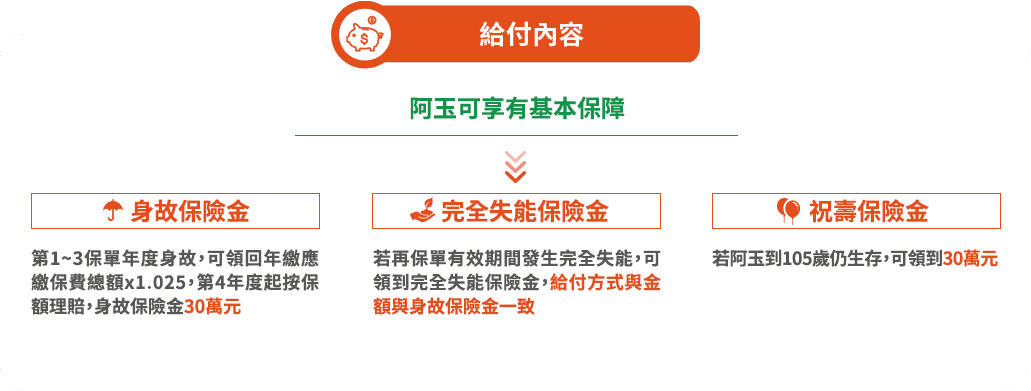 給付內容
阿玉可享有基本保障
身故保險金
第1~3保單年度身故，可領回年繳應
繳保費總額x1.025，第4年度起按保
額理賠，身故保險金30萬元
完全失能保險金
若再保單有效期間發生完全失能，可
領到完全失能保險金，給付方式與金
額與身故保險金一致
祝壽保險金
若阿玉到105歲仍生存，可領到30萬元